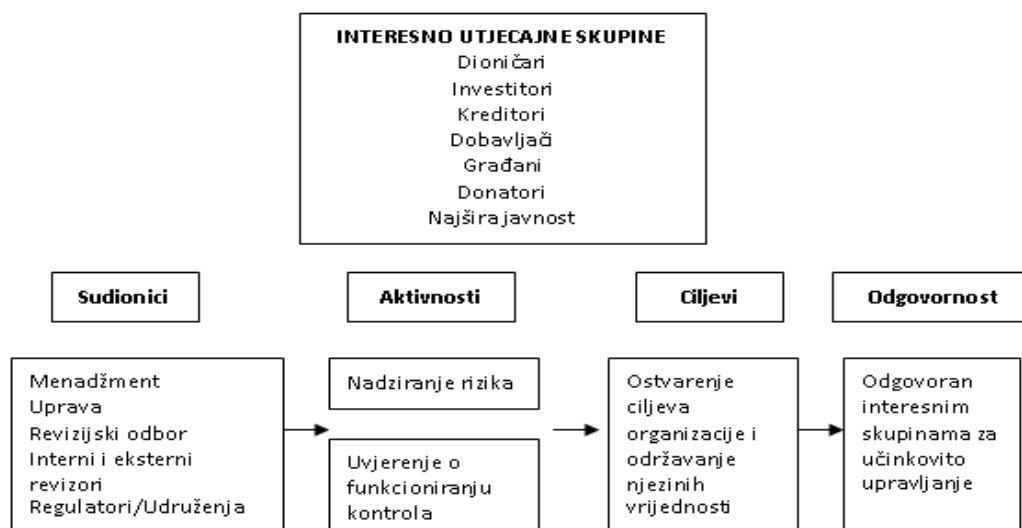 INTERESNO UTJECAJNE SKUPINE
Dioničari
Investitori
Kreditori
Dobavljači
Građani
Donatori
Najšira javnost
Sudionici
Aktivnosti
Ciljevi
Odgovornost
Menadžment
Uprava
Revizijski odbor
Interni i eksterni
revizori
Regulatori/Udruženja
Nadziranje rizika
Uvjerenje o
funkcioniranju
kontrola
Ostvarenje
ciljeva
organizacije i
održavanje
njezinih
vrijednosti
Odgovoran
interesnim
skupinama za
učinkovito
upravljanje